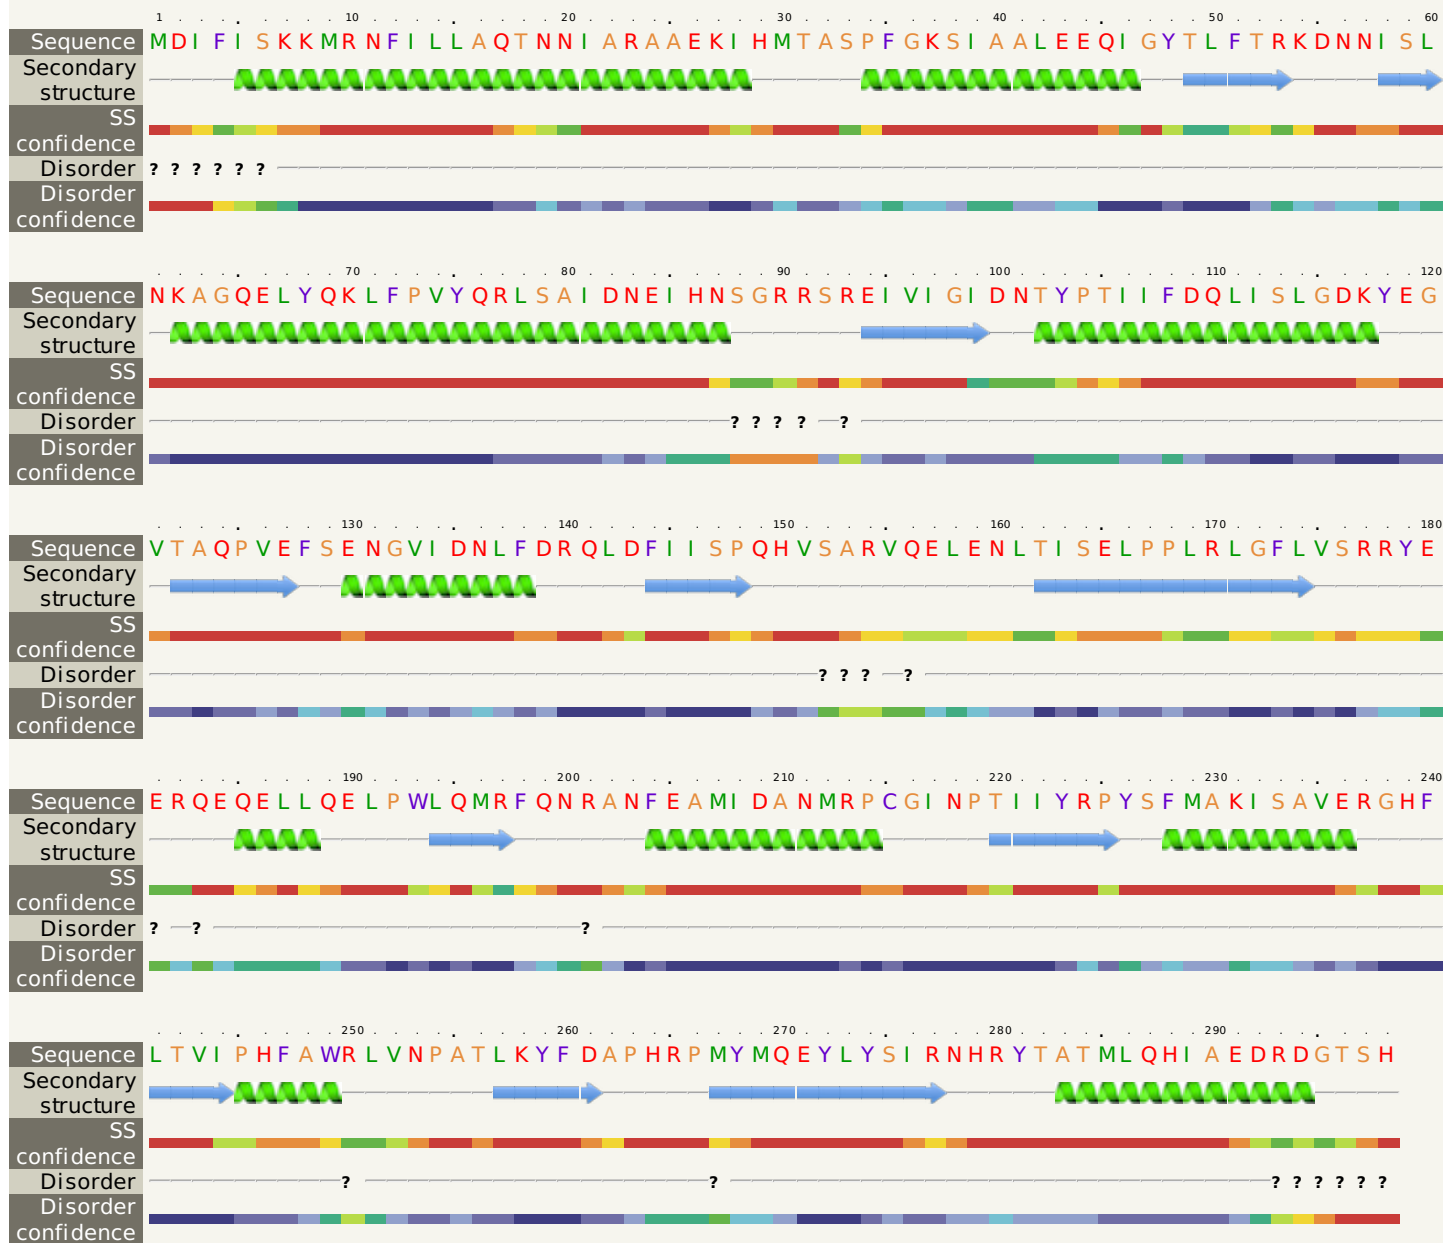 1 10 20 30 40 50 60
Sequence MDIFISKKMRNFILLAQTNNIARAAEKIHMTASPFGKSIAALEEQIGYTLFTRKDNNISL
Secondary
structure
SS
confidence
Disorder ? ? ? ? ? ?
Disorder
confidence
70 80 90 100 110 120
Sequence NKAGQELYQKLFPVYQRLSAIDNEIHNSGRRSREIVIGIDNTYPTIIFDQLISLGDKYEG
Secondary
structure
SS
confidence
Disorder ? ? ? ? ?
Disorder
confidence
130 140 150 160 170 180
Sequence VTAQPVEFSENGVIDNLFDRQLDFIISPQHVSARVQELENLTISELPPLRLGFLVSRRYE
Secondary
structure
SS
confidence
Disorder ? ? ? ?
Disorder
confidence
190 200 210 220 230 240
Sequence ERQEQELLQELPWLQMRFQNRANFEAMIDANMRPCGINPTIIYRPYSFMAKISAVERGHF
Secondary
structure
SS
confidence
Disorder ? ? ?
Disorder
confidence
250 260 270 280 290
Sequence LTVIPHFAWRLVNPATLKYFDAPHRPMYMQEYLYSIRNHRYTATMLQHIAEDRDGTSH
Secondary
structure
SS
confidence
Disorder ? ? ? ? ? ? ? ?
Disorder
confidence